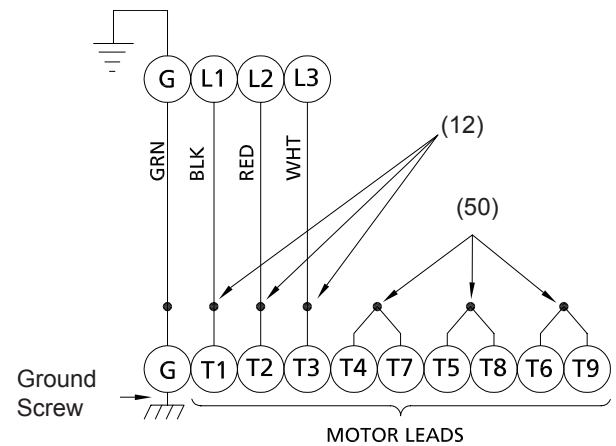 G L1 L2 L3
GRN BLK RED WHT
(12)
(50)
G T1 T2 T3 T4 T7 T5 T8 T6 T9
Ground
Screw
MOTOR LEADS